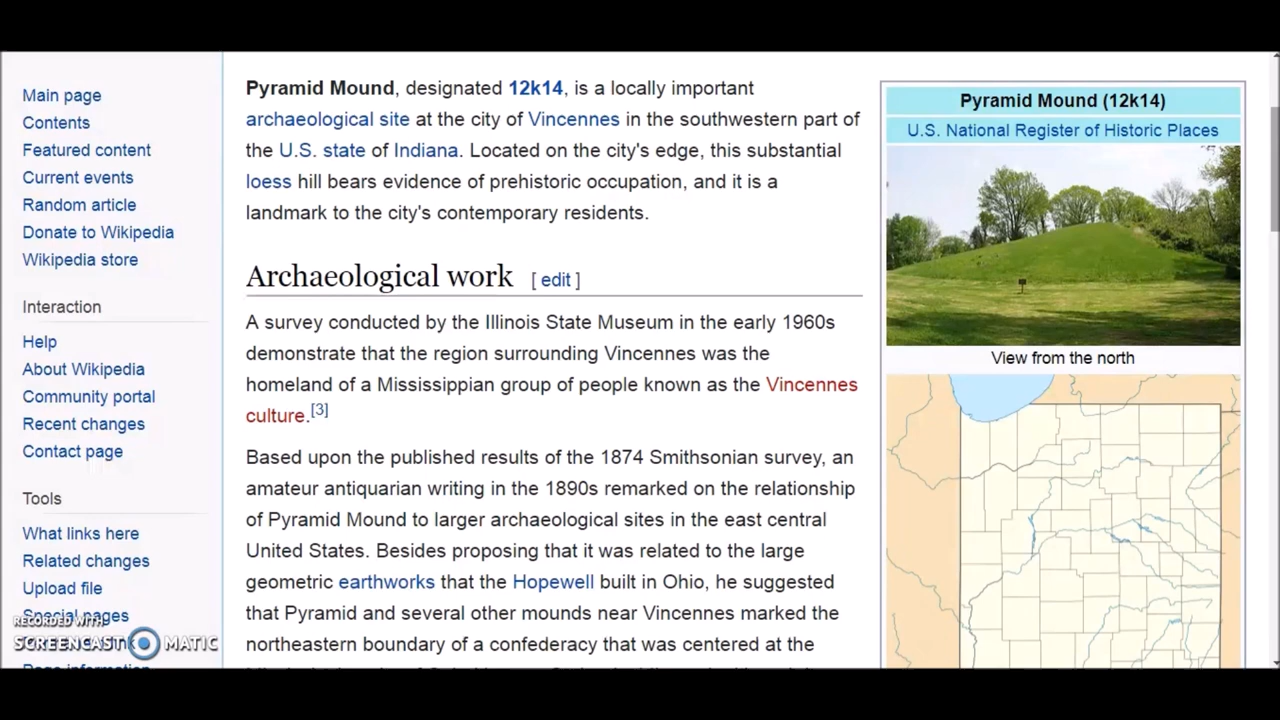 Main page
Contents
Featured content
Current events
Random article
Donate to Wikipedia
Wikipedia store
Interaction
Help
About Wikipedia
Community portal
Recent changes
Contact page
Tools
What links here
Related changes
Upload file
Special pages
RECORDED WITH
SCREENCAST MATIC
Pyramid Mound, designated 12k14, is a locally important
archaeological site at the city of Vincennes in the southwestern part of
the U.S. state of Indiana. Located on the city's edge, this substantial
loess hill bears evidence of prehistoric occupation, and it is a
landmark to the city's contemporary residents.
Archaeological work [ edit ]
A survey conducted by the Illinois State Museum in the early 1960s
demonstrate that the region surrounding Vincennes was the
homeland of a Mississippian group of people known as the Vincennes
culture.[3]
Based upon the published results of the 1874 Smithsonian survey, an
amateur antiquarian writing in the 1890s remarked on the relationship
of Pyramid Mound to larger archaeological sites in the east central
United States. Besides proposing that it was related to the large
geometric earthworks that the Hopewell built in Ohio, he suggested
that Pyramid and several other mounds near Vincennes marked the
northeastern boundary of a confederacy that was centered at the
Pyramid Mound (12k14)
U.S. National Register of Historic Places
View from the north